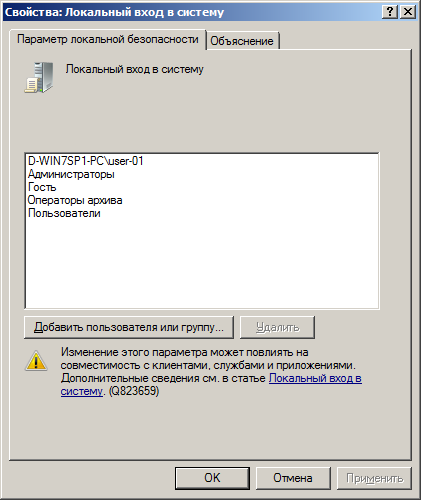 Свойства: Локальный вход в систему
Параметр локальной безопасности
Объяснение
Локальный вход в систему
D-WIN7SP1-PC\user-01
Администраторы
Гость
Операторы архива
Пользователи
Добавить пользователя или группу...
Удалить
Изменение этого параметра может повлиять на
совместимость с клиентами, службами и приложениями.
Дополнительные сведения см. в статье Локальный вход в
систему. (Q823659)
OK
Отмена
Применить